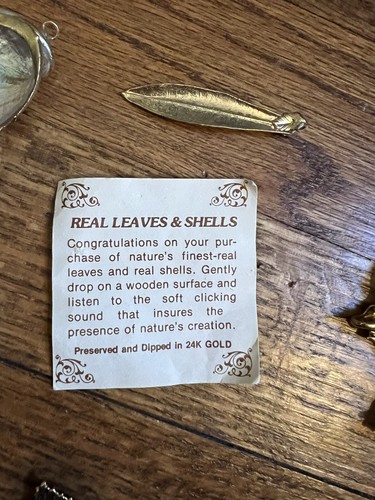 REAL LEAVES & SHELLS
Congratulations on your pur-
chase of nature's finest-real
leaves and real shells. Gently
drop on a wooden surface and
listen to the soft clicking
sound that insures the
presence of nature's creation.
Preserved and Dipped in 24K GOLD